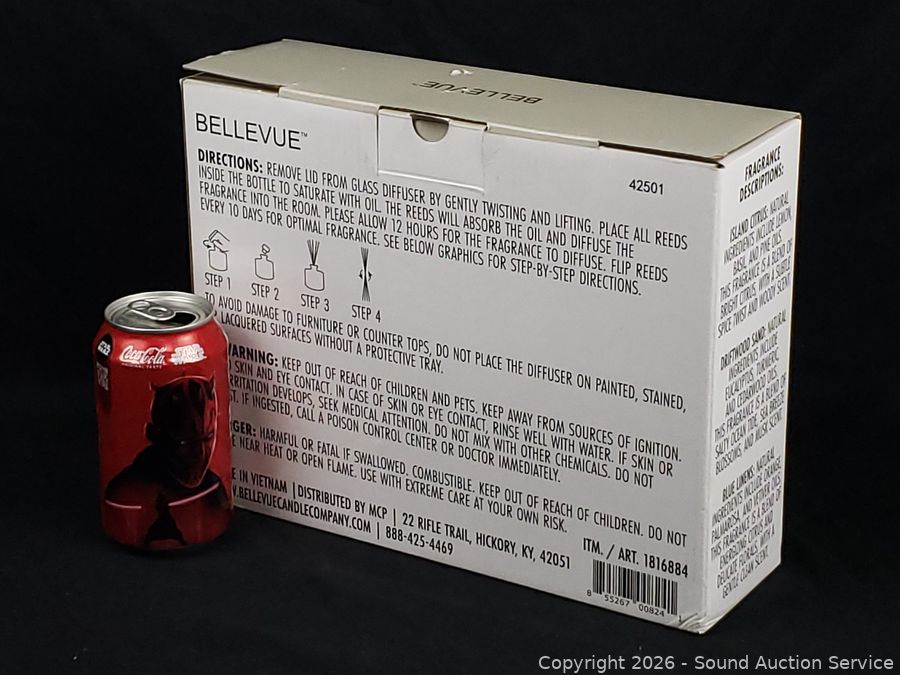 BELLEVUE™
BELLEVUE™
42501
DIRECTIONS: REMOVE LID FROM GLASS DIFFUSER BY GENTLY TWISTING AND LIFTING. PLACE ALL REEDS
INSIDE THE BOTTLE TO SATURATE WITH OIL. THE REEDS WILL ABSORB THE OIL AND DIFFUSE THE
FRAGRANCE INTO THE ROOM. PLEASE ALLOW 12 HOURS FOR THE FRAGRANCE TO DIFFUSE. FLIP REEDS
EVERY 10 DAYS FOR OPTIMAL FRAGRANCE. SEE BELOW GRAPHICS FOR STEP-BY-STEP DIRECTIONS.
STEP 1 STEP 2 STEP 3 STEP 4
TO AVOID DAMAGE TO FURNITURE OR COUNTER TOPS, DO NOT PLACE THE DIFFUSER ON PAINTED, STAINED,
LACQUERED SURFACES WITHOUT A PROTECTIVE TRAY.
WARNING: KEEP OUT OF REACH OF CHILDREN AND PETS. KEEP AWAY FROM SOURCES OF IGNITION.
SKIN AND EYE CONTACT. IN CASE OF SKIN OR EYE CONTACT, RINSE WELL WITH WATER. IF SKIN OR
IRRITATION DEVELOPS, SEEK MEDICAL ATTENTION. DO NOT MIX WITH OTHER CHEMICALS. DO NOT
IF INGESTED, CALL A POISON CONTROL CENTER OR DOCTOR IMMEDIATELY.
HARMFUL OR FATAL IF SWALLOWED. COMBUSTIBLE. KEEP OUT OF REACH OF CHILDREN. DO NOT
NEAR HEAT OR OPEN FLAME. USE WITH EXTREME CARE AT YOUR OWN RISK.
IN VIETNAM | DISTRIBUTED BY MCP | 22 RIFLE TRAIL, HICKORY, KY, 42051
.BELLEVUECANDLECOMPANY.COM | 888-425-4469
ITM. / ART. 1816884
8 55267 00824 1
FRAGRANCE
DESCRIPTIONS:
ISLAND CITRUS: NATURAL
INGREDIENTS INCLUDE LEMON,
BASIL, AND PINE OILS.
THIS FRAGRANCE IS A BLEND OF
BRIGHT CITRUS, WITH A SUBTLE
SPICE TWIST AND WOODY SCENT.
DRIFTWOOD SAND: NATURAL
INGREDIENTS INCLUDE
EUCALYPTUS, TURMERIC,
AND CEDARWOOD OILS.
THIS FRAGRANCE IS A BLEND OF
SALTY OCEAN TIDE, SEA BREEZE
BLOSSOMS, AND MUSK SCENT.
BLUE LINENS: NATURAL
INGREDIENTS INCLUDE ORANGE,
PALMAROSA, AND VETIVER OILS.
THIS FRAGRANCE IS A BLEND OF
ENERGIZING CITRUS AND
DELICATE FLORALS, WITH A
GENTLE CLEAN SCENT.
Coca-Cola
ORIGINAL TASTE
STAR
WARS
Copyright 2026 - Sound Auction Service